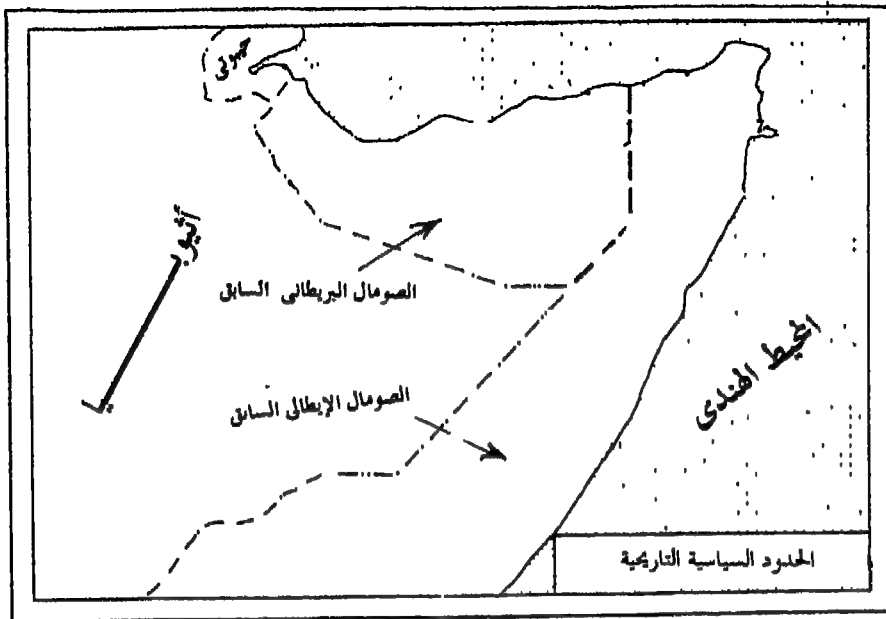 جيبوتى
أثيوبيا
الصومال البريطانى السابق
المحيط الهندى
الصومال الإيطالى السابق
الحدود السياسية التاريخية